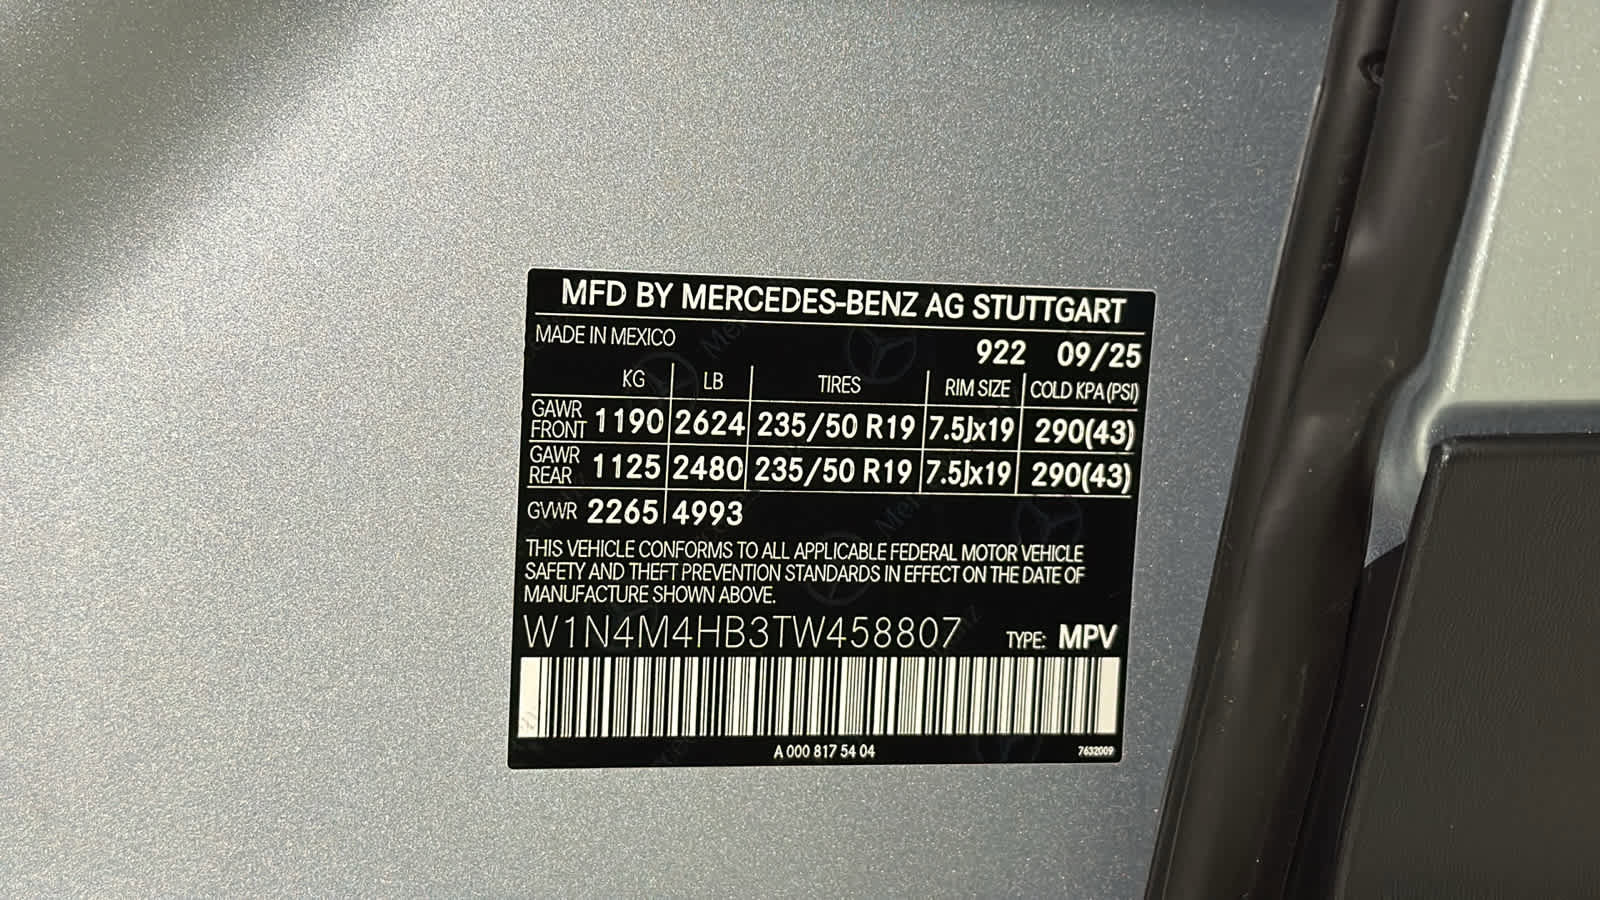 MFD BY MERCEDES-BENZ AG STUTTGART
MADE IN MEXICO
922 09/25
KG LB TIRES RIM SIZE COLD KPA(PSI)
GAWR FRONT 1190 2624 235/50 R19 7.5Jx19 290(43)
GAWR REAR 1125 2480 235/50 R19 7.5Jx19 290(43)
GVWR 2265 4993
THIS VEHICLE CONFORMS TO ALL APPLICABLE FEDERAL MOTOR VEHICLE
SAFETY AND THEFT PREVENTION STANDARDS IN EFFECT ON THE DATE OF
MANUFACTURE SHOWN ABOVE.
W1N4M4HB3TW458807 TYPE: MPV
A 000 817 54 04 7632009